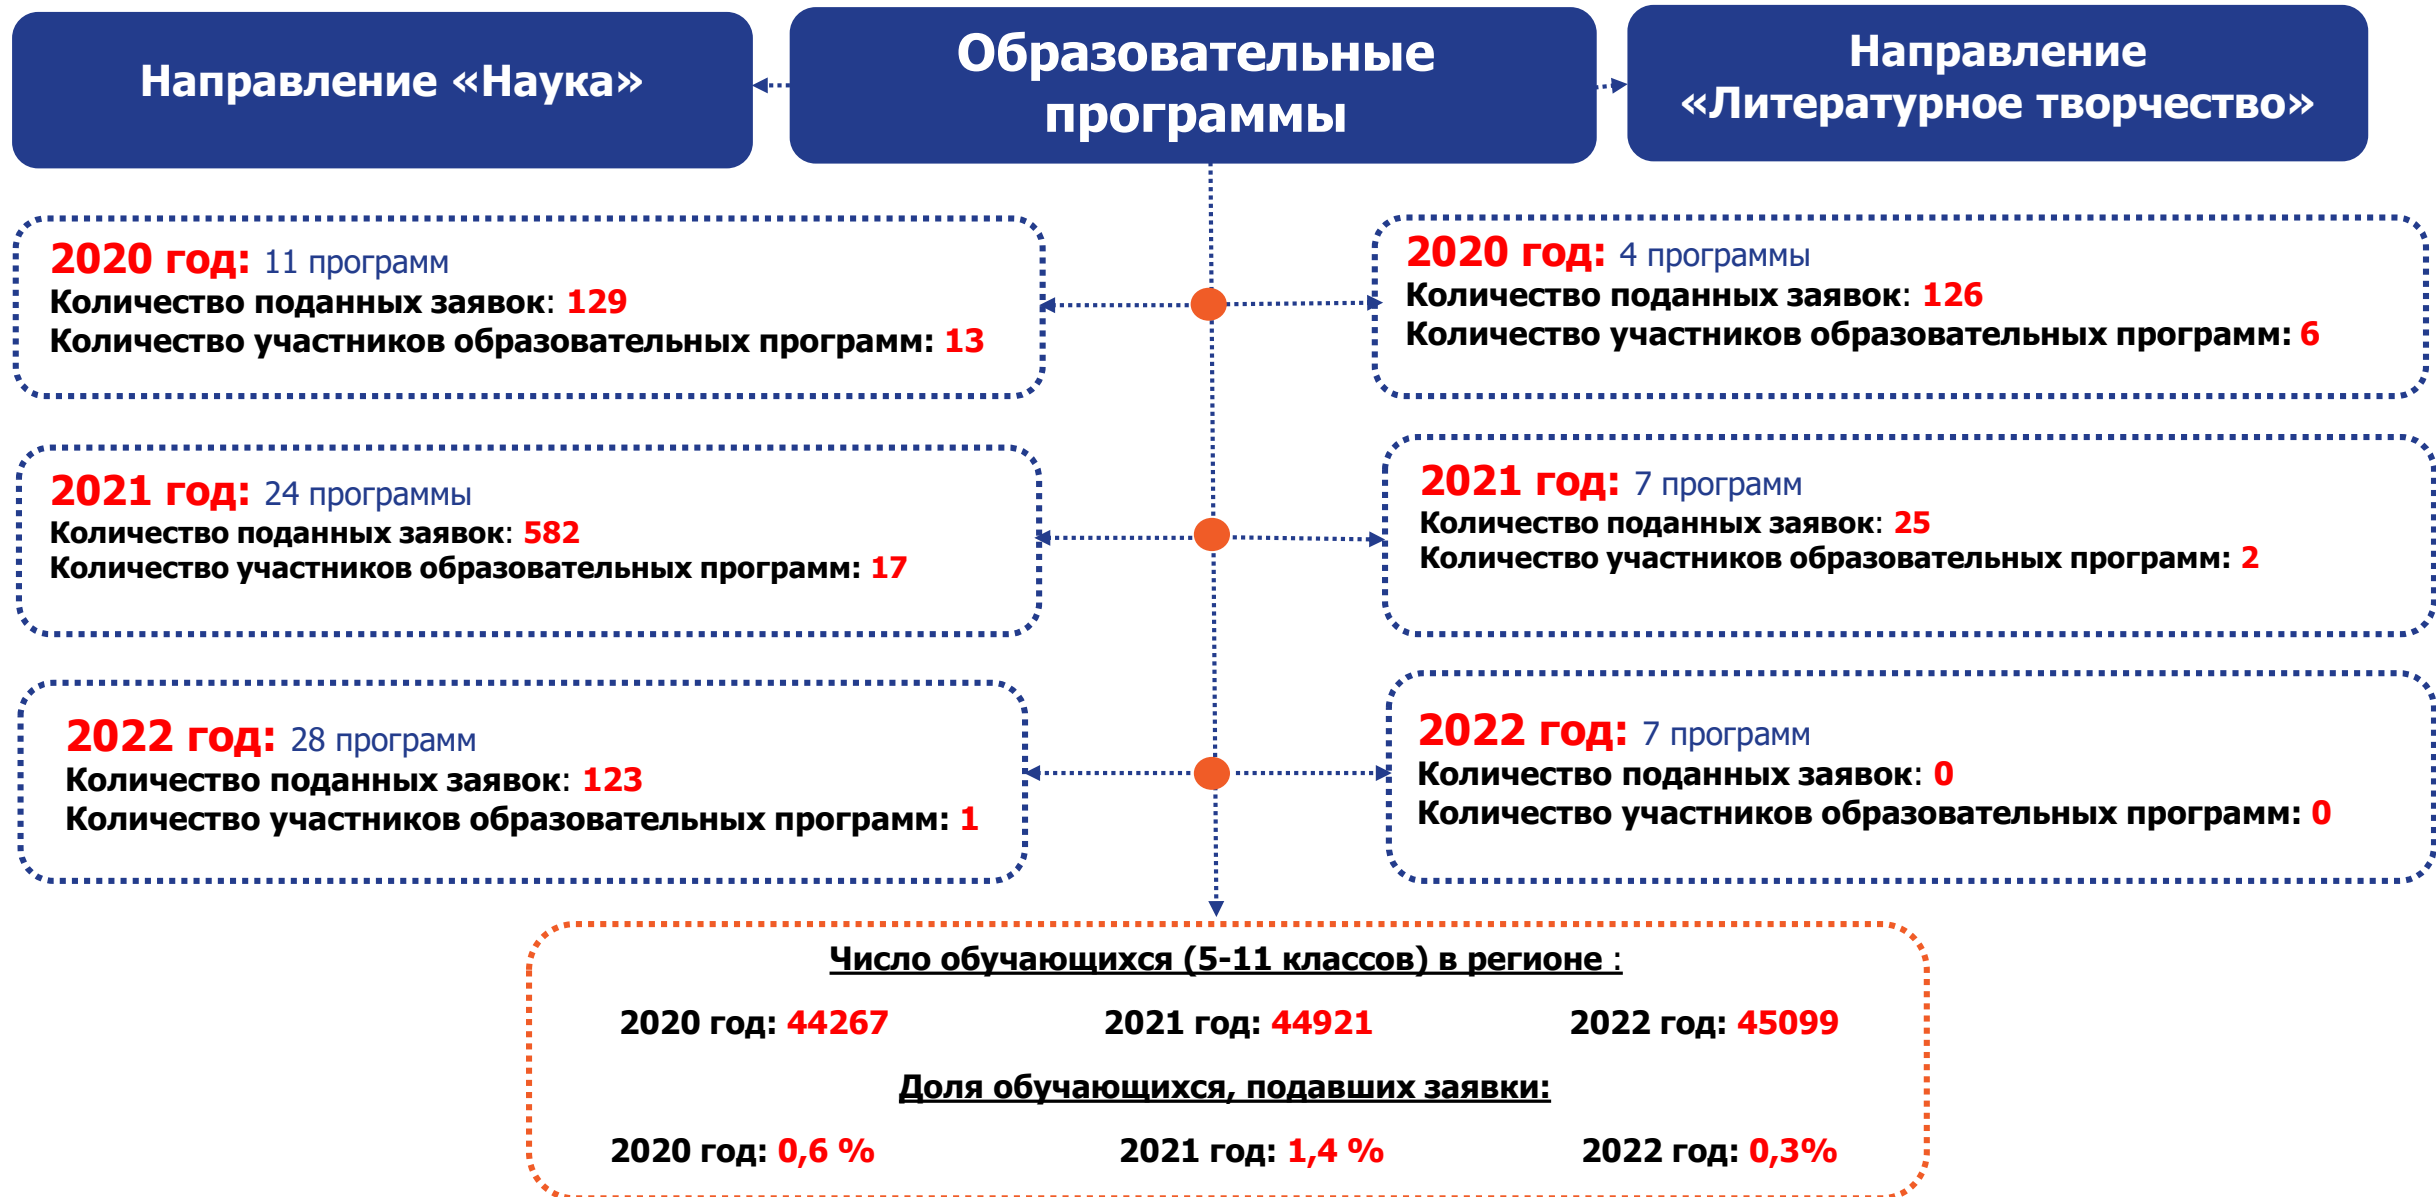 Направление «Наука»
Образовательные
программы
Направление
«Литературное творчество»
2020 год: 11 программ
Количество поданных заявок: 129
Количество участников образовательных программ: 13
2020 год: 4 программы
Количество поданных заявок: 126
Количество участников образовательных программ: 6
2021 год: 24 программы
Количество поданных заявок: 582
Количество участников образовательных программ: 17
2021 год: 7 программ
Количество поданных заявок: 25
Количество участников образовательных программ: 2
2022 год: 28 программ
Количество поданных заявок: 123
Количество участников образовательных программ: 1
2022 год: 7 программ
Количество поданных заявок: 0
Количество участников образовательных программ: 0
Число обучающихся (5-11 классов) в регионе :
2020 год: 44267 2021 год: 44921 2022 год: 45099
Доля обучающихся, подавших заявки:
2020 год: 0,6 % 2021 год: 1,4 % 2022 год: 0,3%